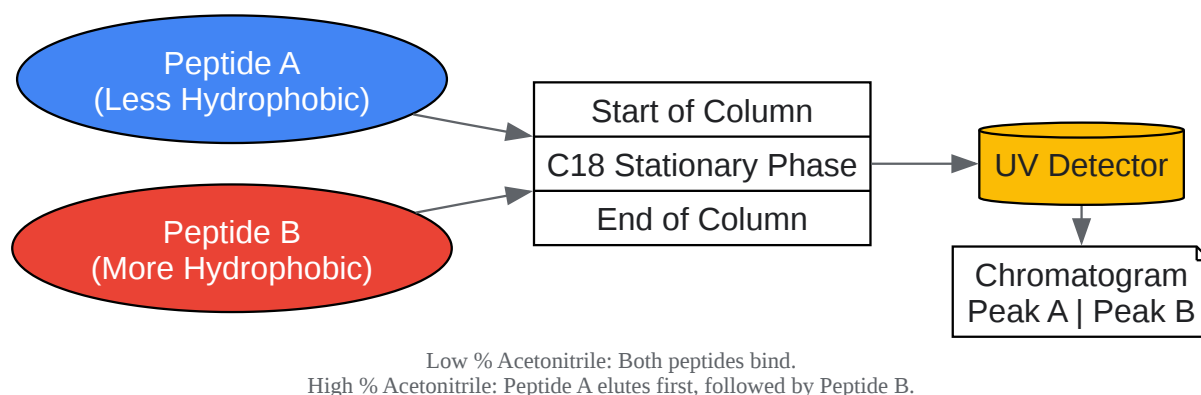 Peptide A
(Less Hydrophobic)
Peptide B
(More Hydrophobic)
Start of Column
C18 Stationary Phase
End of Column
UV Detector
Chromatogram
Peak A | Peak B
Low % Acetonitrile: Both peptides bind.
High % Acetonitrile: Peptide A elutes first, followed by Peptide B.